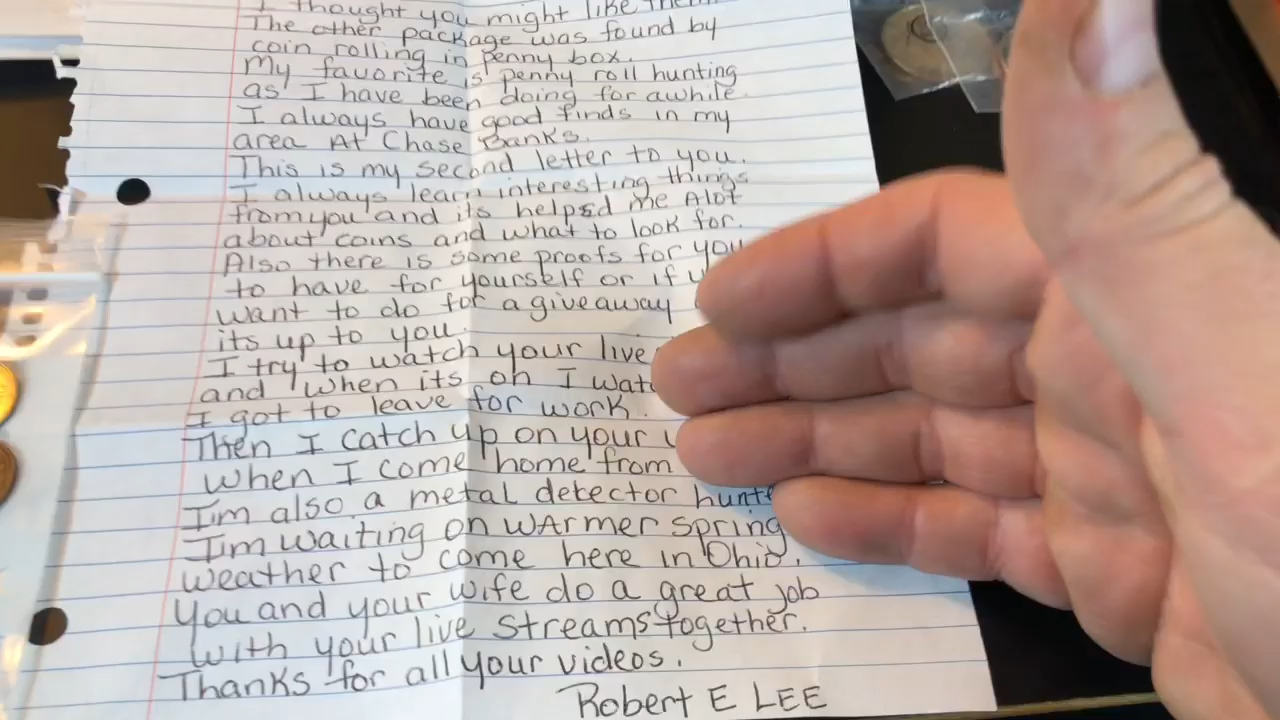 I thought you might like them.
The other package was found by
coin rolling in penny box.
My favorite is penny roll hunting
as I have been doing for awhile.
I always have good finds in my
area At Chase Banks.
This is my second letter to you.
I always learn interesting things
from you and its helped me Alot
about coins and what to look for.
Also there is some proofs for you
to have for yourself or if
want to do for a give away
its up to you.
I try to watch your live
and when its on I
I got to leave for work.
Then I catch up on your
when I come home from
I'm also a metal detector
I'm waiting on wArmer spring
weather to come here in Ohio.
You and your wife do a great job
with your live streams together.
Thanks for all your videos.
Robert E LEE